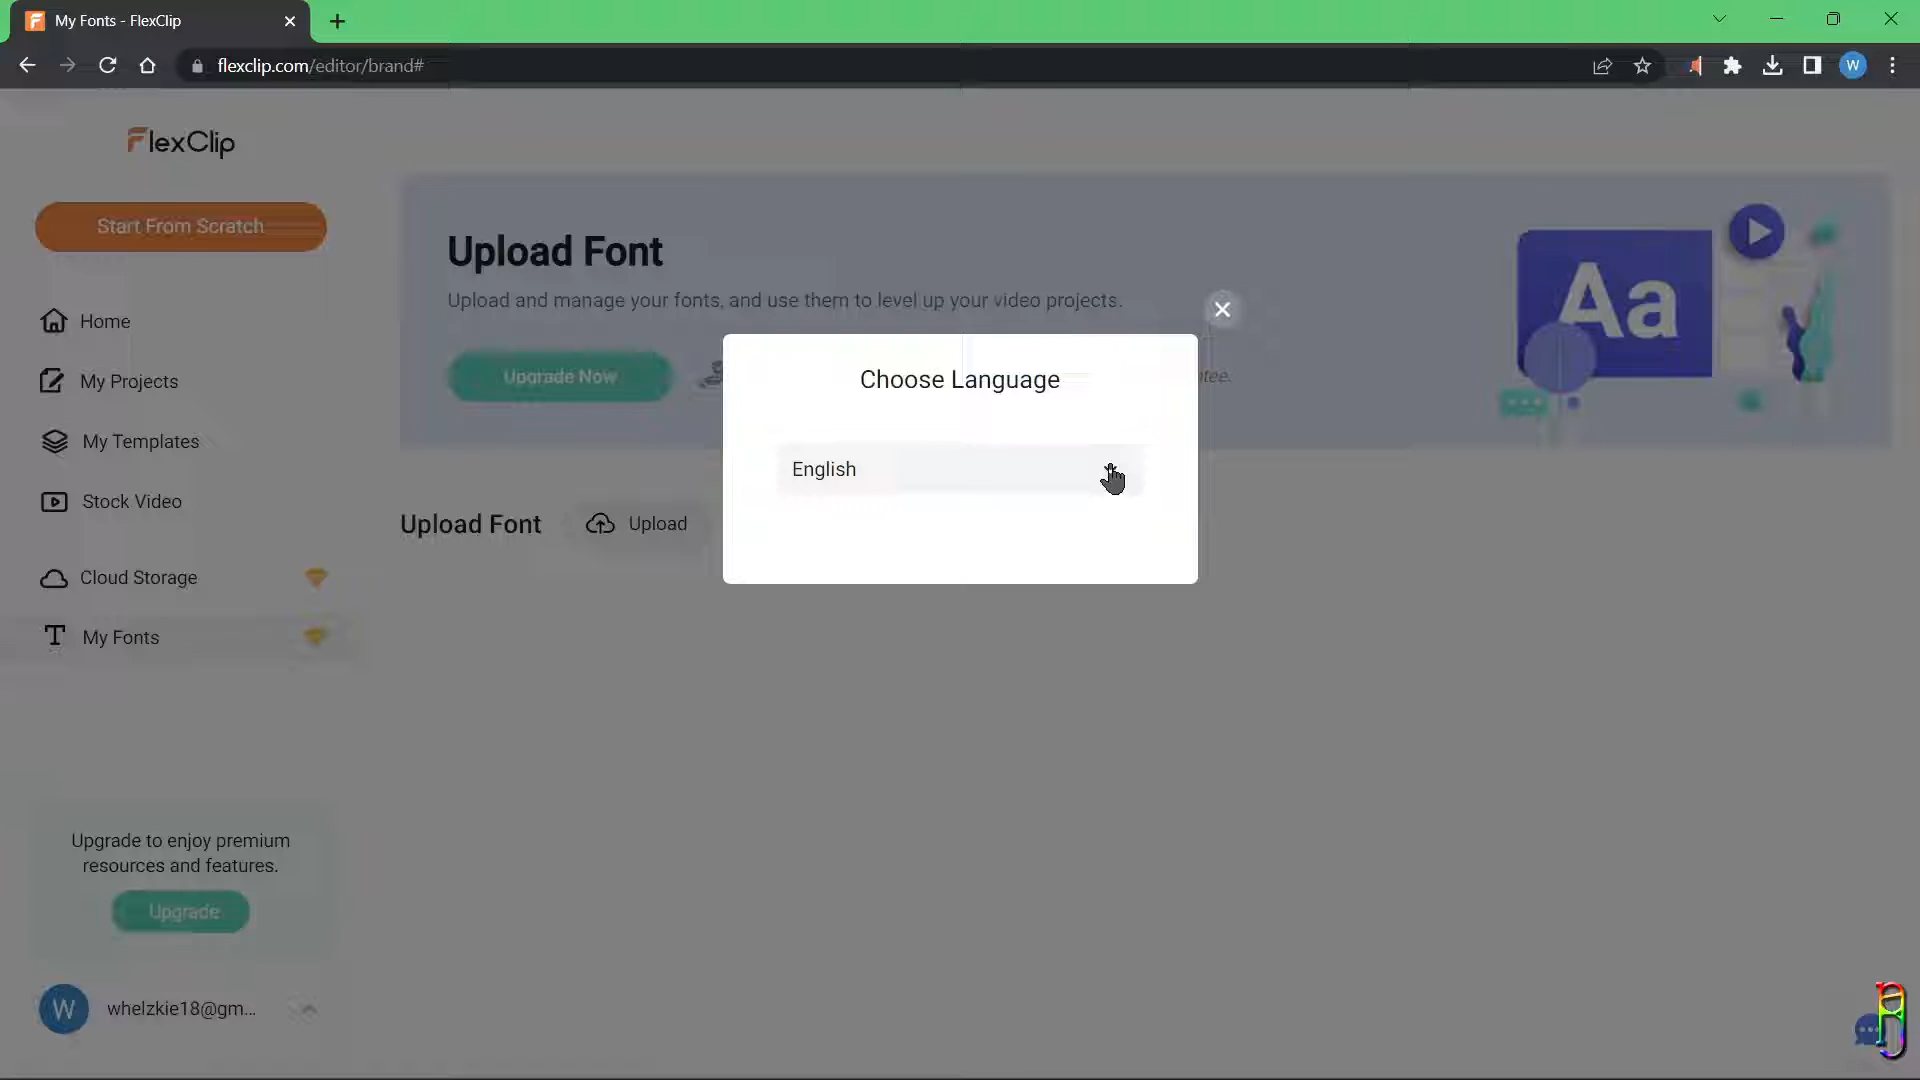 My Fonts - FlexClip
flexclip.com/editor/brand#
W
FlexClip
Start From Scratch
Home
My Projects
My Templates
Stock Video
Cloud Storage
My Fonts
Upgrade to enjoy premium
resources and features.
Upgrade
W
whelzkie18@gm...
Upload Font
Upload and manage your fonts, and use them to level up your video projects.
Upgrade Now
Aa
Upload Font
Upload
Choose Language
English